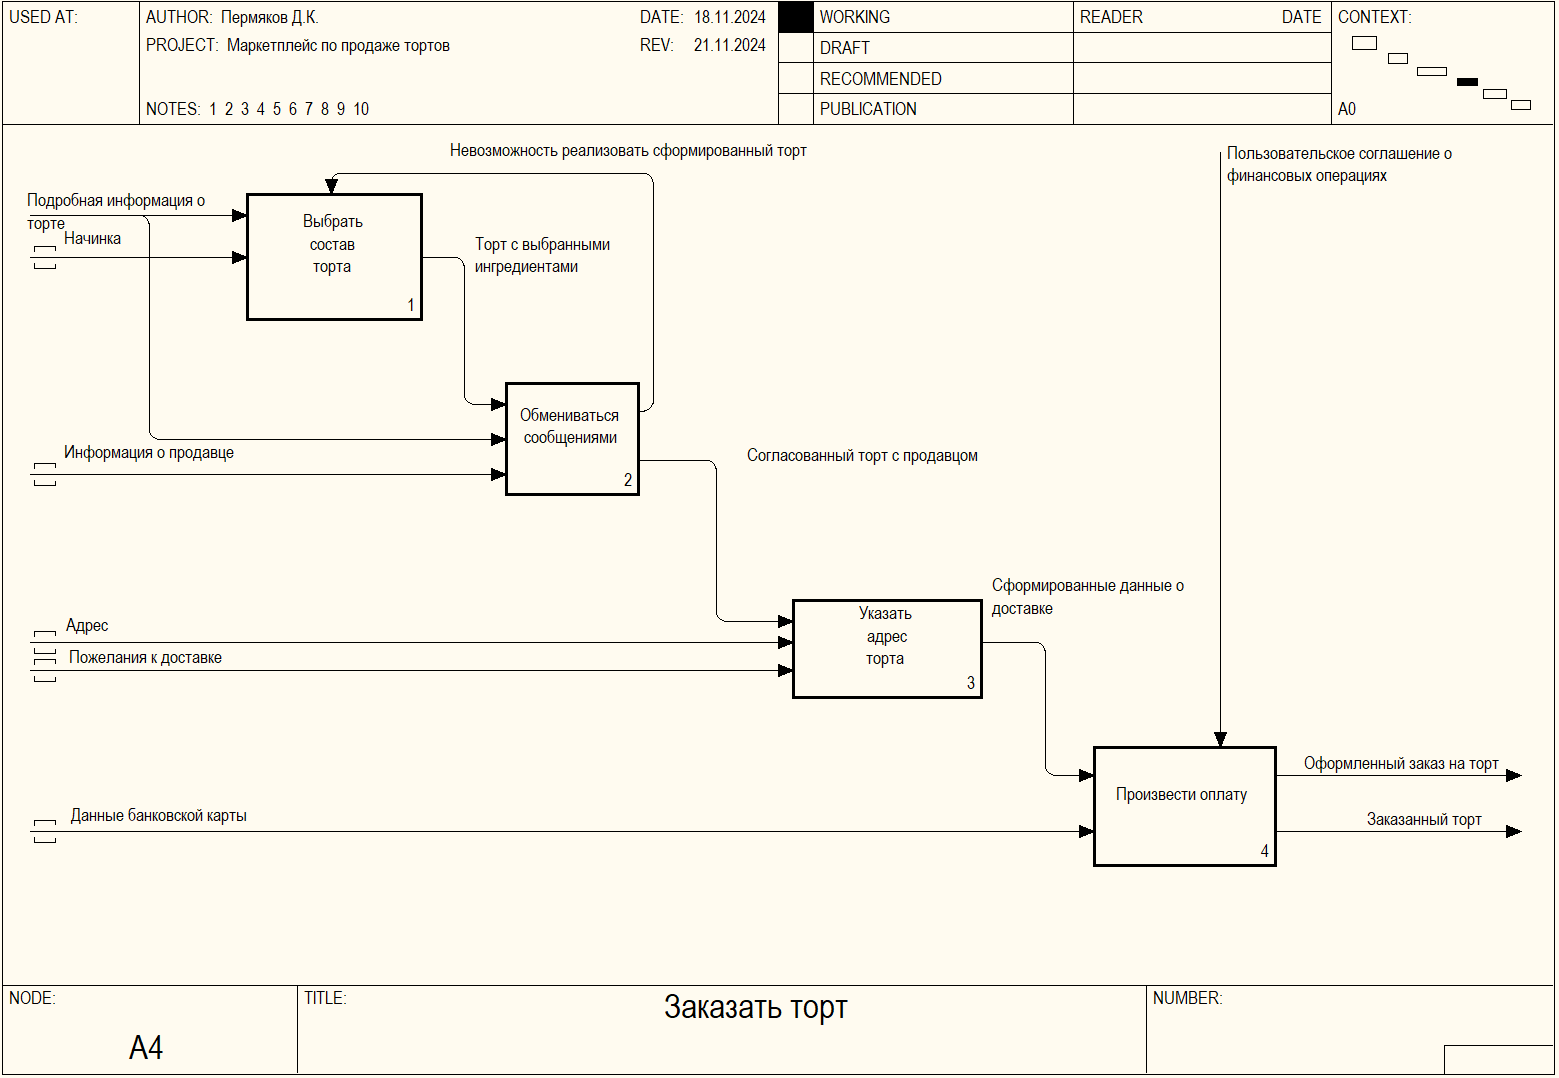 USED AT:
AUTHOR: Пермяков Д.К.
DATE: 18.11.2024
PROJECT: Маркетплейс по продаже тортов
REV: 21.11.2024
NOTES: 1 2 3 4 5 6 7 8 9 10
WORKING
DRAFT
RECOMMENDED
PUBLICATION
READER
DATE
CONTEXT:
A0
Невозможность реализовать сформированный торт
Пользовательское соглашение о
финансовых операциях
Подробная информация о
торте
Начинка
Выбрать
состав
торта
1
Торт с выбранными
ингредиентами
Обмениваться
сообщениями
2
Информация о продавце
Согласованный торт с продавцом
Сформированные данные о
доставке
Адрес
Пожелания к доставке
Указать
адрес
торта
3
Произвести оплату
4
Оформленный заказ на торт
Заказанный торт
Данные банковской карты
NODE:
A4
TITLE:
Заказать торт
NUMBER: